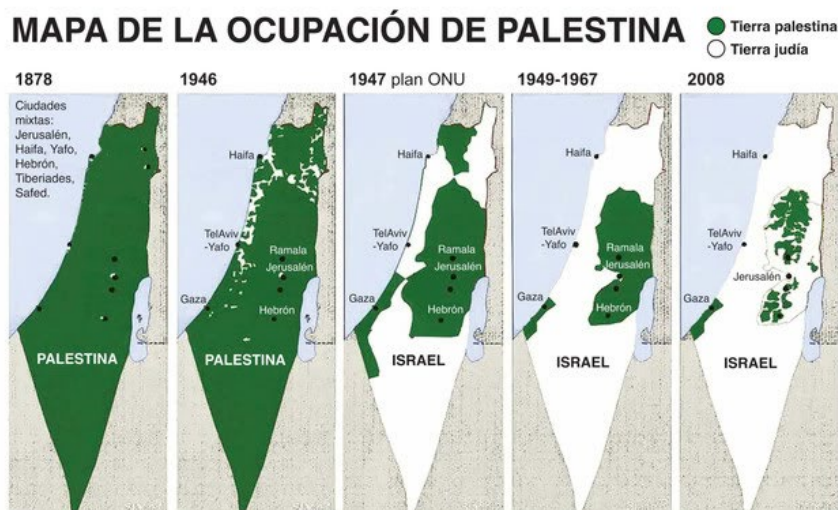 MAPA DE LA OCUPACIÓN DE PALESTINA
Tierra palestina
Tierra judía
1878
Ciudades
mixtas:
Jerusalén,
Haifa, Yafo,
Hebrón,
Tiberiades,
Safed.
PALESTINA
1946
Haifa
TelAviv
-Yafo
Ramala
Jerusalén
Gaza
Hebrón
PALESTINA
1947 plan ONU
Haifa
TelAviv
-Yafo
Ramala
Jerusalén
Gaza
Hebrón
ISRAEL
1949-1967
Haifa
TelAviv
-Yafo
Ramala
Jerusalén
Gaza
Hebrón
ISRAEL
2008
Haifa
TelAviv
-Yafo
Jerusalén
Gaza
ISRAEL